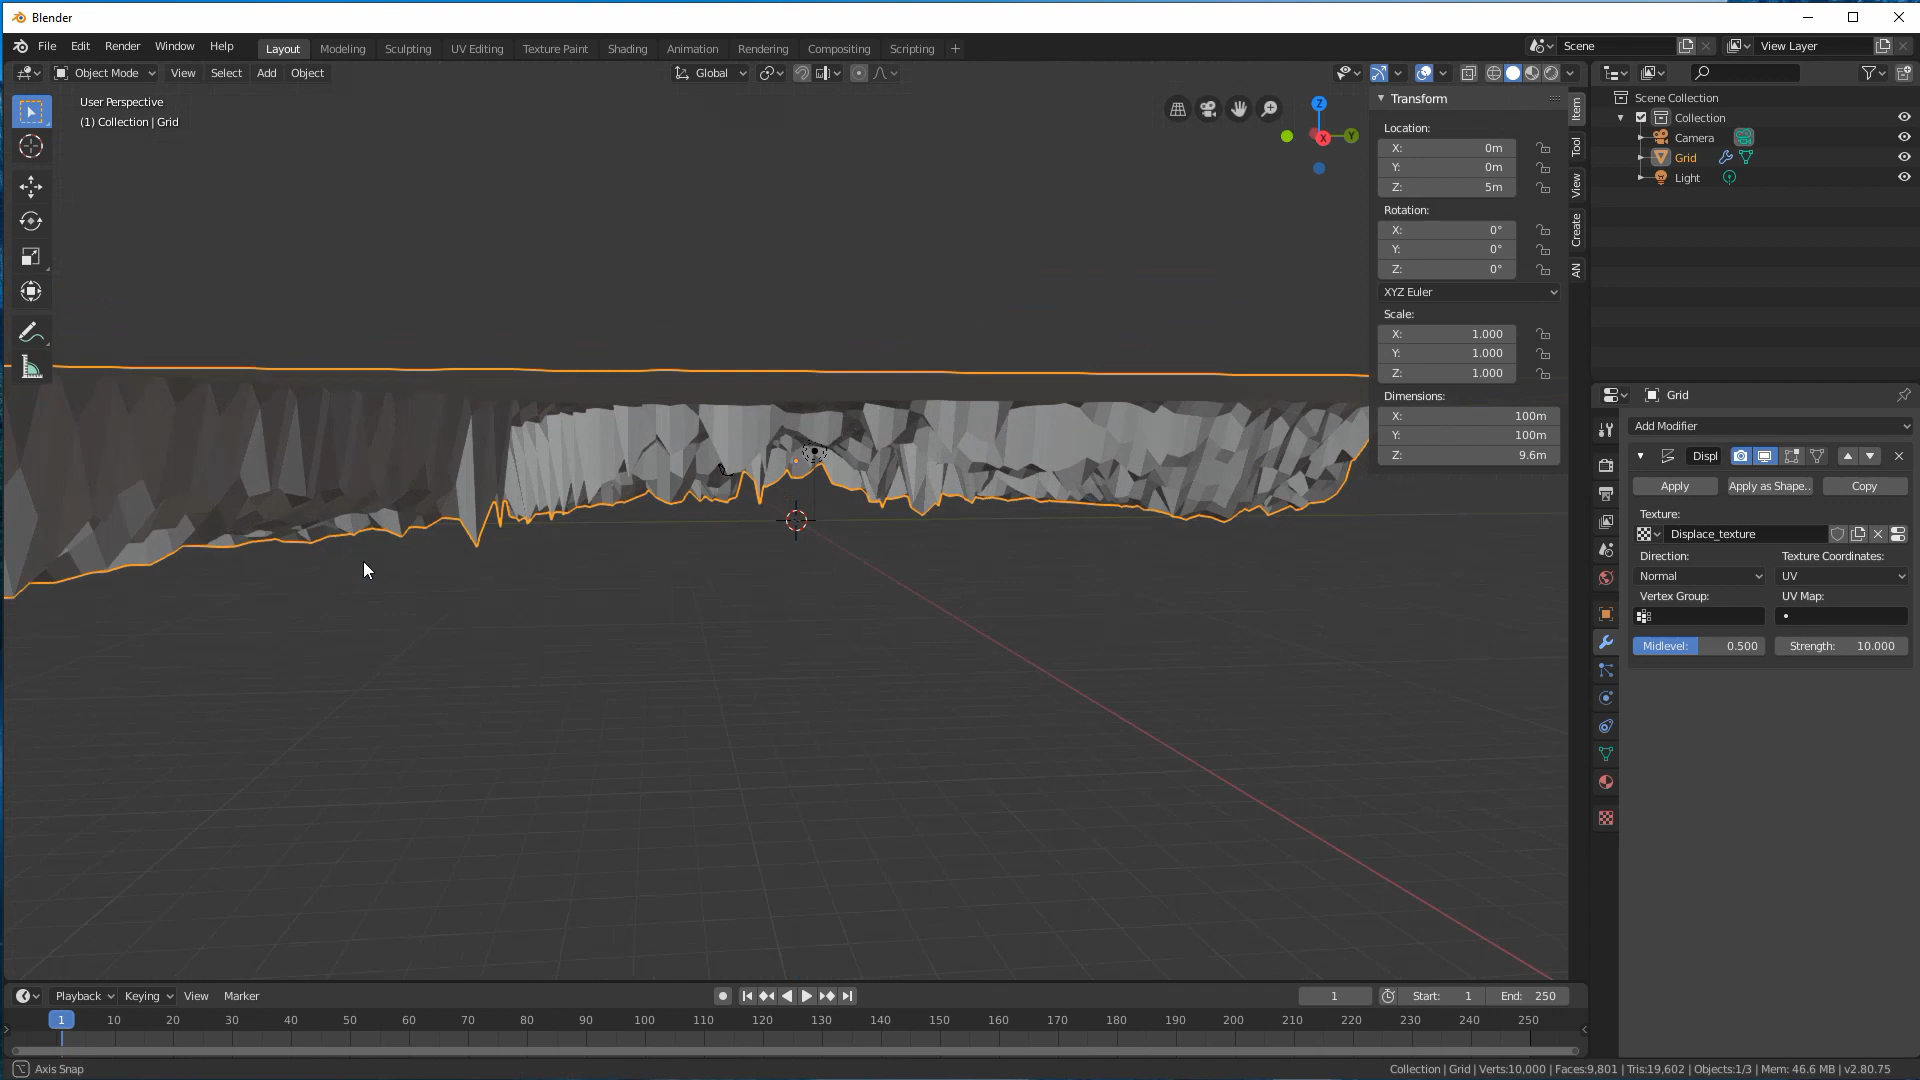 Blender
File Edit Render Window Help Layout Modeling Sculpting UV Editing Texture Paint Shading Animation Rendering Compositing Scripting + Scene View Layer
Object Mode View Select Add Object Global
User Perspective
(1) Collection | Grid
Z
X
Y
Transform
Location:
X: 0m
Y: 0m
Z: 5m
Rotation:
X: 0°
Y: 0°
Z: 0°
XYZ Euler
Scale:
X: 1.000
Y: 1.000
Z: 1.000
Dimensions:
X: 100m
Y: 100m
Z: 9.6m
Item
Tool
View
Create
AN
Scene Collection
Collection
Camera
Grid
Light
Grid
Add Modifier
Displ
Apply Apply as Shape.. Copy
Texture:
Displace_texture
Direction: Texture Coordinates:
Normal UV
Vertex Group: UV Map:
Midlevel: 0.500 Strength: 10.000
Playback Keying View Marker 1 Start: 1 End: 250
1 10 20 30 40 50 60 70 80 90 100 110 120 130 140 150 160 170 180 190 200 210 220 230 240 250
Axis Snap Collection | Grid | Verts:10,000 | Faces:9,801 | Tris:19,602 | Objects:1/3 | Mem: 46.6 MB | v2.80.75